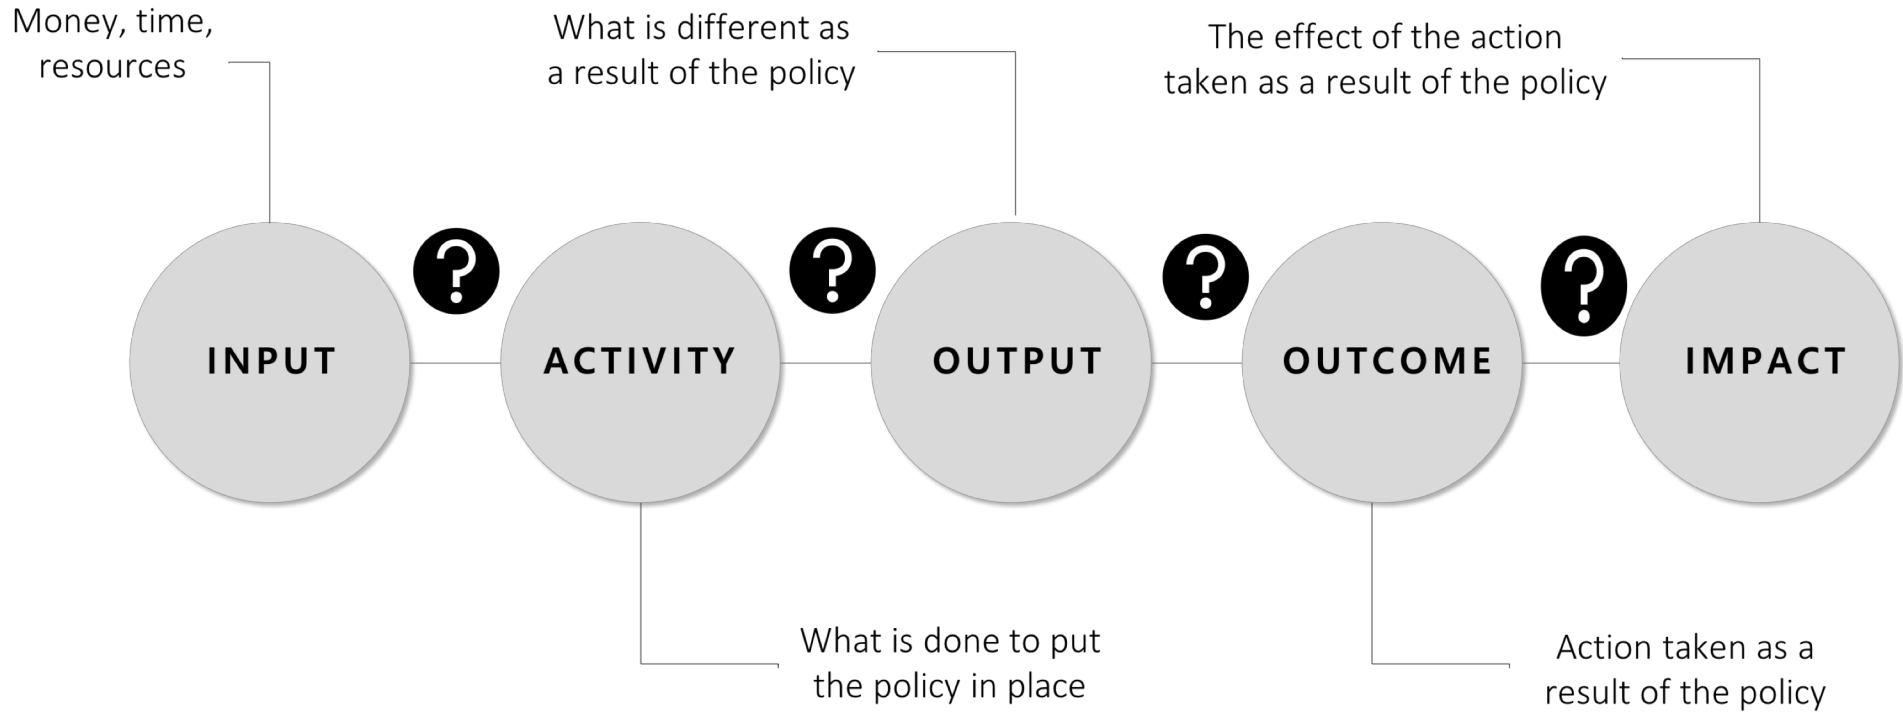 Money, time,
resources
What is different as
a result of the policy
The effect of the action
taken as a result of the policy
?
?
?
?
INPUT
ACTIVITY
OUTPUT
OUTCOME
IMPACT
What is done to put
the policy in place
Action taken as a
result of the policy